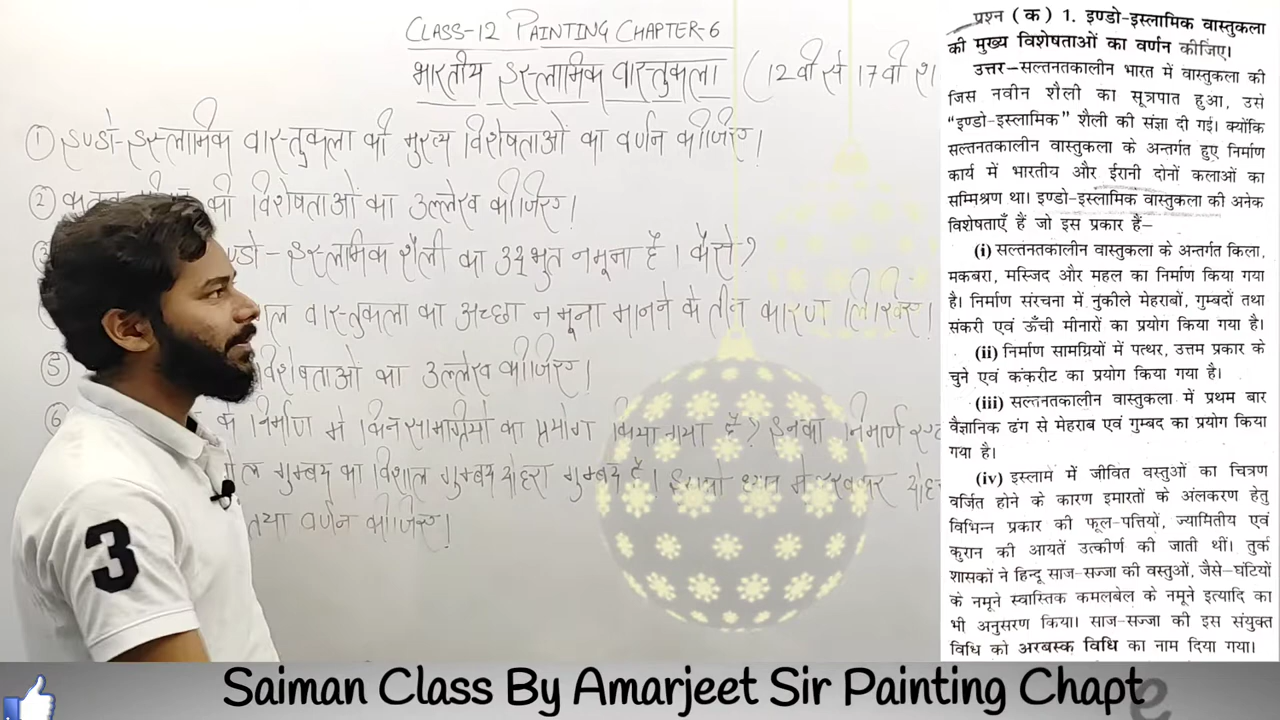 CLASS-12 PAINTING CHAPTER-6
भारतीय इस्लामिक वास्तुकला (12वी से 17वी श
① इण्डो-इस्लामिक वास्तुकला की मुख्य विशेषताओं का वर्णन कीजिए।
② की विशेषताओं का उल्लेख कीजिए।
ण्डो-इस्लामिक शैली का अद्भुत नमूना है। कैसे?
वास्तुकला का अच्छा नमूना मानने के तीन कारण लिखिए।
⑤ विशेषताओं का उल्लेख कीजिए।
⑥ के निर्माण में किन सामग्रियों का प्रयोग किया गया है? इनका निर्माण
गुम्बद का विशाल गुम्बद दोहरा गुम्बद है।
तथा वर्णन कीजिए।
3
प्रश्न (क) 1. इण्डो-इस्लामिक वास्तुकला
की मुख्य विशेषताओं का वर्णन कीजिए।
उत्तर–सल्तनतकालीन भारत में वास्तुकला की
जिस नवीन शैली का सूत्रपात हुआ, उसे
“इण्डो-इस्लामिक” शैली की संज्ञा दी गई। क्योंकि
सल्तनतकालीन वास्तुकला के अन्तर्गत हुए निर्माण
कार्य में भारतीय और ईरानी दोनों कलाओं का
सम्मिश्रण था। इण्डो-इस्लामिक वास्तुकला की अनेक
विशेषताएँ हैं जो इस प्रकार हैं–
(i) सल्तनतकालीन वास्तुकला के अन्तर्गत किला,
मकबरा, मस्जिद और महल का निर्माण किया गया
है। निर्माण संरचना में नुकीले मेहराबों, गुम्बदों तथा
संकरी एवं ऊँची मीनारों का प्रयोग किया गया है।
(ii) निर्माण सामग्रियों में पत्थर, उत्तम प्रकार के
चुने एवं कंकरीट का प्रयोग किया गया है।
(iii) सल्तनतकालीन वास्तुकला में प्रथम बार
वैज्ञानिक ढंग से मेहराब एवं गुम्बद का प्रयोग किया
गया है।
(iv) इस्लाम में जीवित वस्तुओं का चित्रण
वर्जित होने के कारण इमारतों के अंलकरण हेतु
विभिन्न प्रकार की फूल-पत्तियों, ज्यामितीय एवं
कुरान की आयतें उत्कीर्ण की जाती थीं। तुर्क
शासकों ने हिन्दू साज-सज्जा की वस्तुओं, जैसे-घंटियों
के नमूने स्वास्तिक कमलबेल के नमूने इत्यादि का
भी अनुसरण किया। साज-सज्जा की इस संयुक्त
विधि को अरबस्क विधि का नाम दिया गया।
Saiman Class By Amarjeet Sir Painting Chapt e